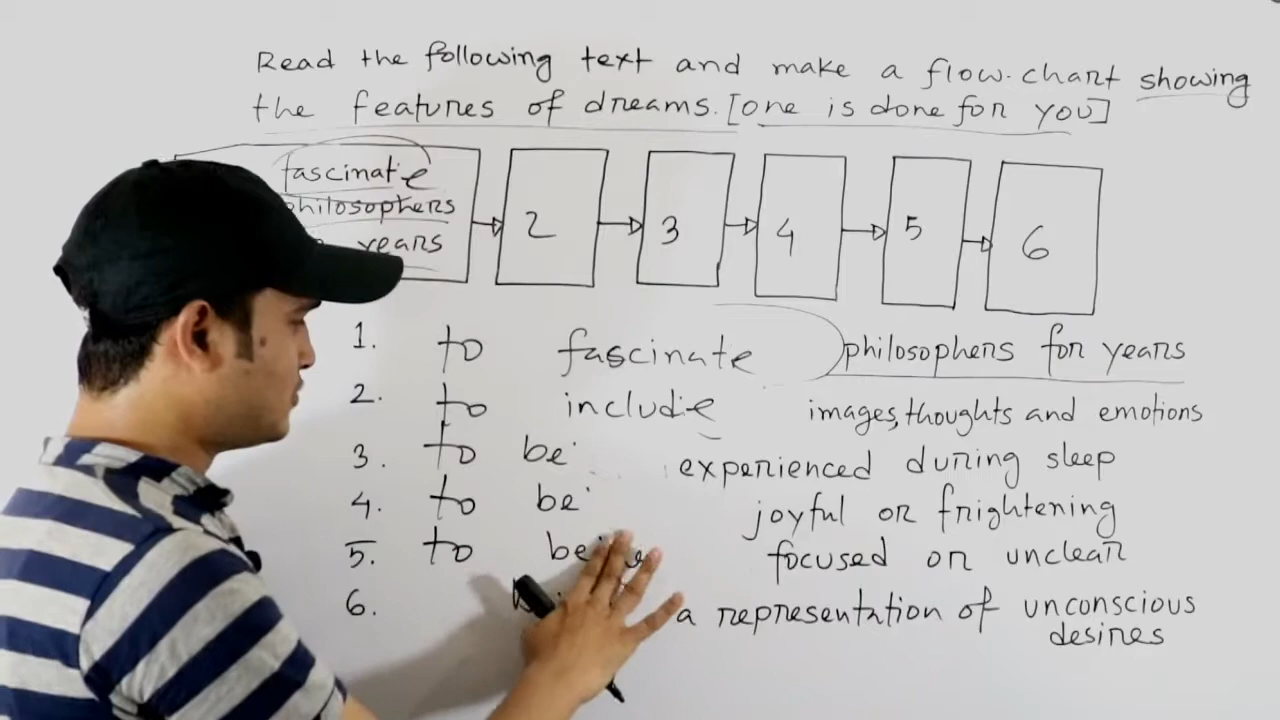 Read the following text and make a flow-chart showing
the features of dreams. [one is done for you]
fascinate
philosophers
years
2
3
4
5
6
1. to fascinate philosophers for years
2. to include images, thoughts and emotions
3. to be experienced during sleep
4. to be joyful or frightening
5. to be focused or unclear
6. a representation of unconscious
desires